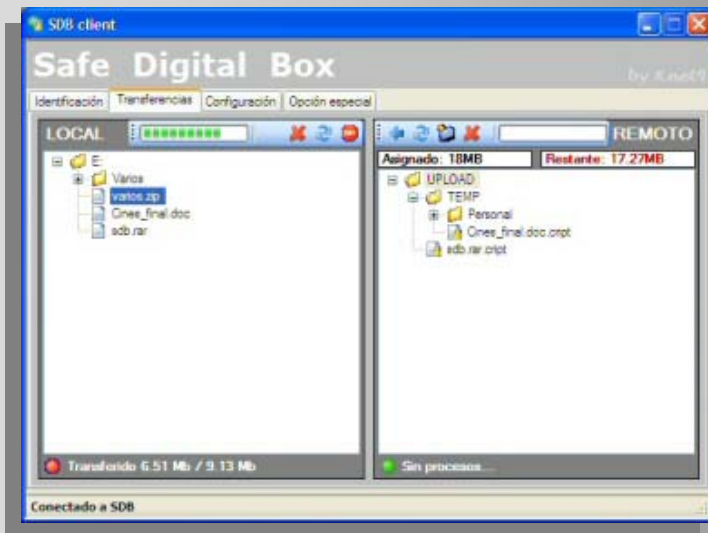 SDB client
Safe Digital Box
Identificación Transferencias Configuración Opción especial
LOCAL
REMOTO
Asignado: 18MB Restante: 17.27MB
E:
Varios
varios.zip
Cines_final.doc
sdb.rar
UPLOAD
TEMP
Personal
Cines_final.doc.cript
sdb.rar.cript
Transferido 6.51 Mb / 9.13 Mb
Sin procesos...
Conectado a SDB